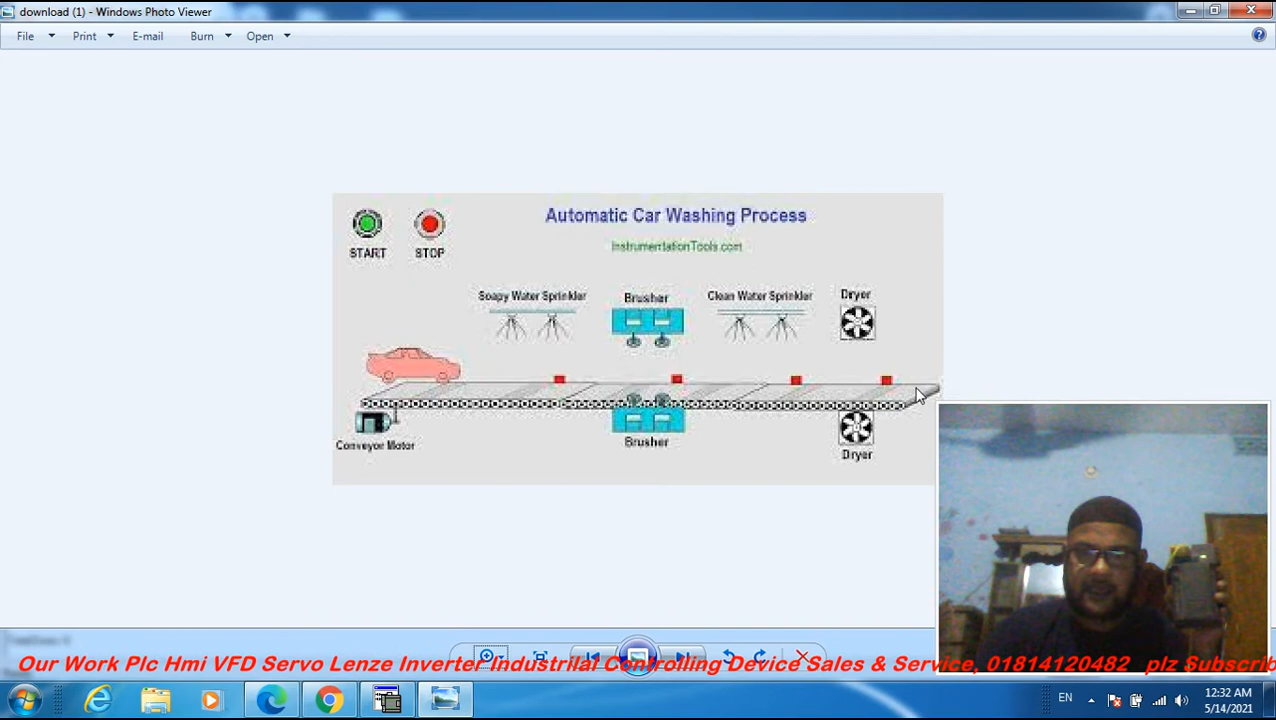 download (1) - Windows Photo Viewer
File Print E-mail Burn Open
Automatic Car Washing Process
InstrumentationTools.com
START STOP
Soapy Water Sprinkler Brusher Clean Water Sprinkler Dryer
Conveyor Motor Brusher Dryer
Our Work Plc Hmi VFD Servo Lenze Inverter Industrilal Controlling Device Sales & Service, 01814120482 plz Subscrib
EN 12:32 AM
5/14/2021